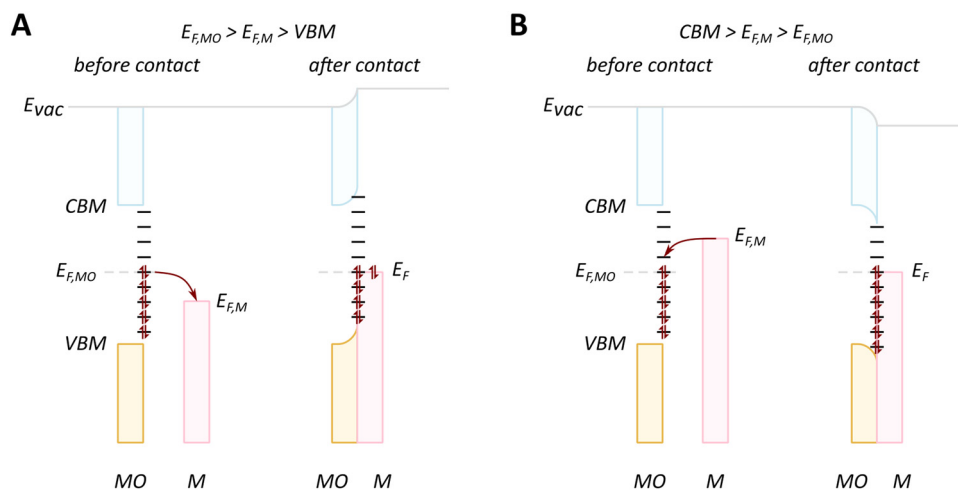 A
E_F,MO > E_F,M > VBM
before contact
after contact
E_vac
CBM
E_F,MO
E_F,M
E_F
VBM
MO
M
M
B
CBM > E_F,M > E_F,MO
before contact
after contact
E_vac
CBM
E_F,M
E_F,MO
E_F
VBM
MO
M
MO
M